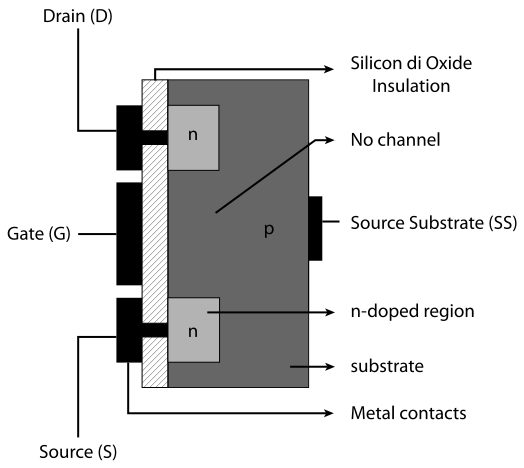 Drain (D)
Silicon di Oxide
Insulation
n
No channel
Gate (G)
p
Source Substrate (SS)
n
n-doped region
substrate
Metal contacts
Source (S)